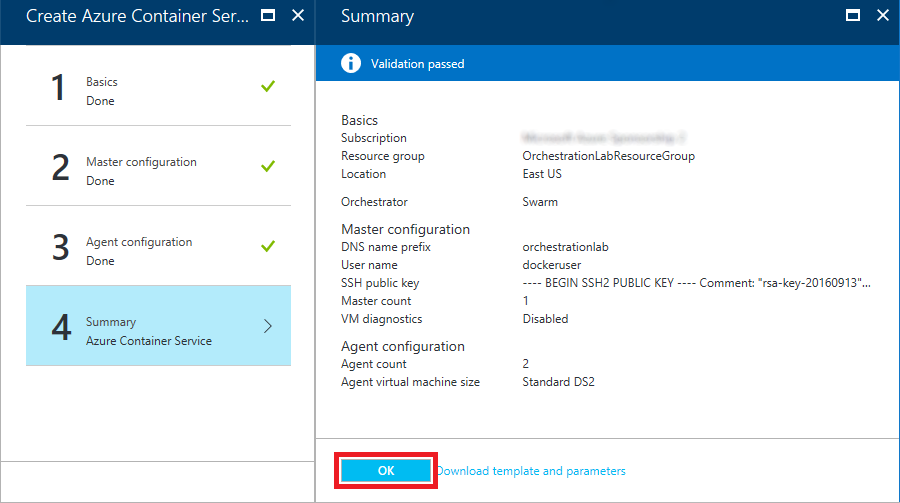 Create Azure Container Ser...
1
Basics
Done
2
Master configuration
Done
3
Agent configuration
Done
4
Summary
Azure Container Service
Summary
Validation passed
Basics
Subscription
Resource group OrchestrationLabResourceGroup
Location East US
Orchestrator Swarm
Master configuration
DNS name prefix orchestrationlab
User name dockeruser
SSH public key ---- BEGIN SSH2 PUBLIC KEY ---- Comment: "rsa-key-20160913"...
Master count 1
VM diagnostics Disabled
Agent configuration
Agent count 2
Agent virtual machine size Standard DS2
OK Download template and parameters